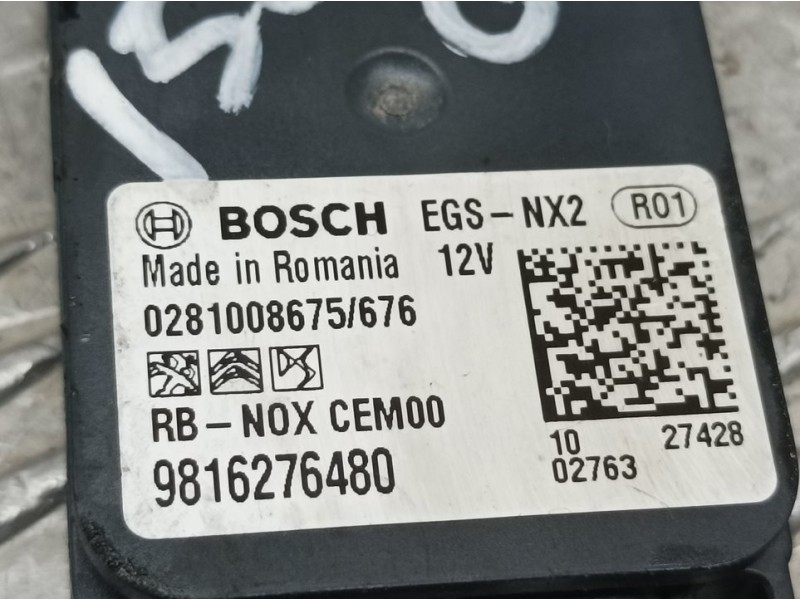 BOSCH EGS-NX2 R01
Made in Romania 12V
0281008675/676
RB-NOX CEM00
9816276480
10 27428
02763